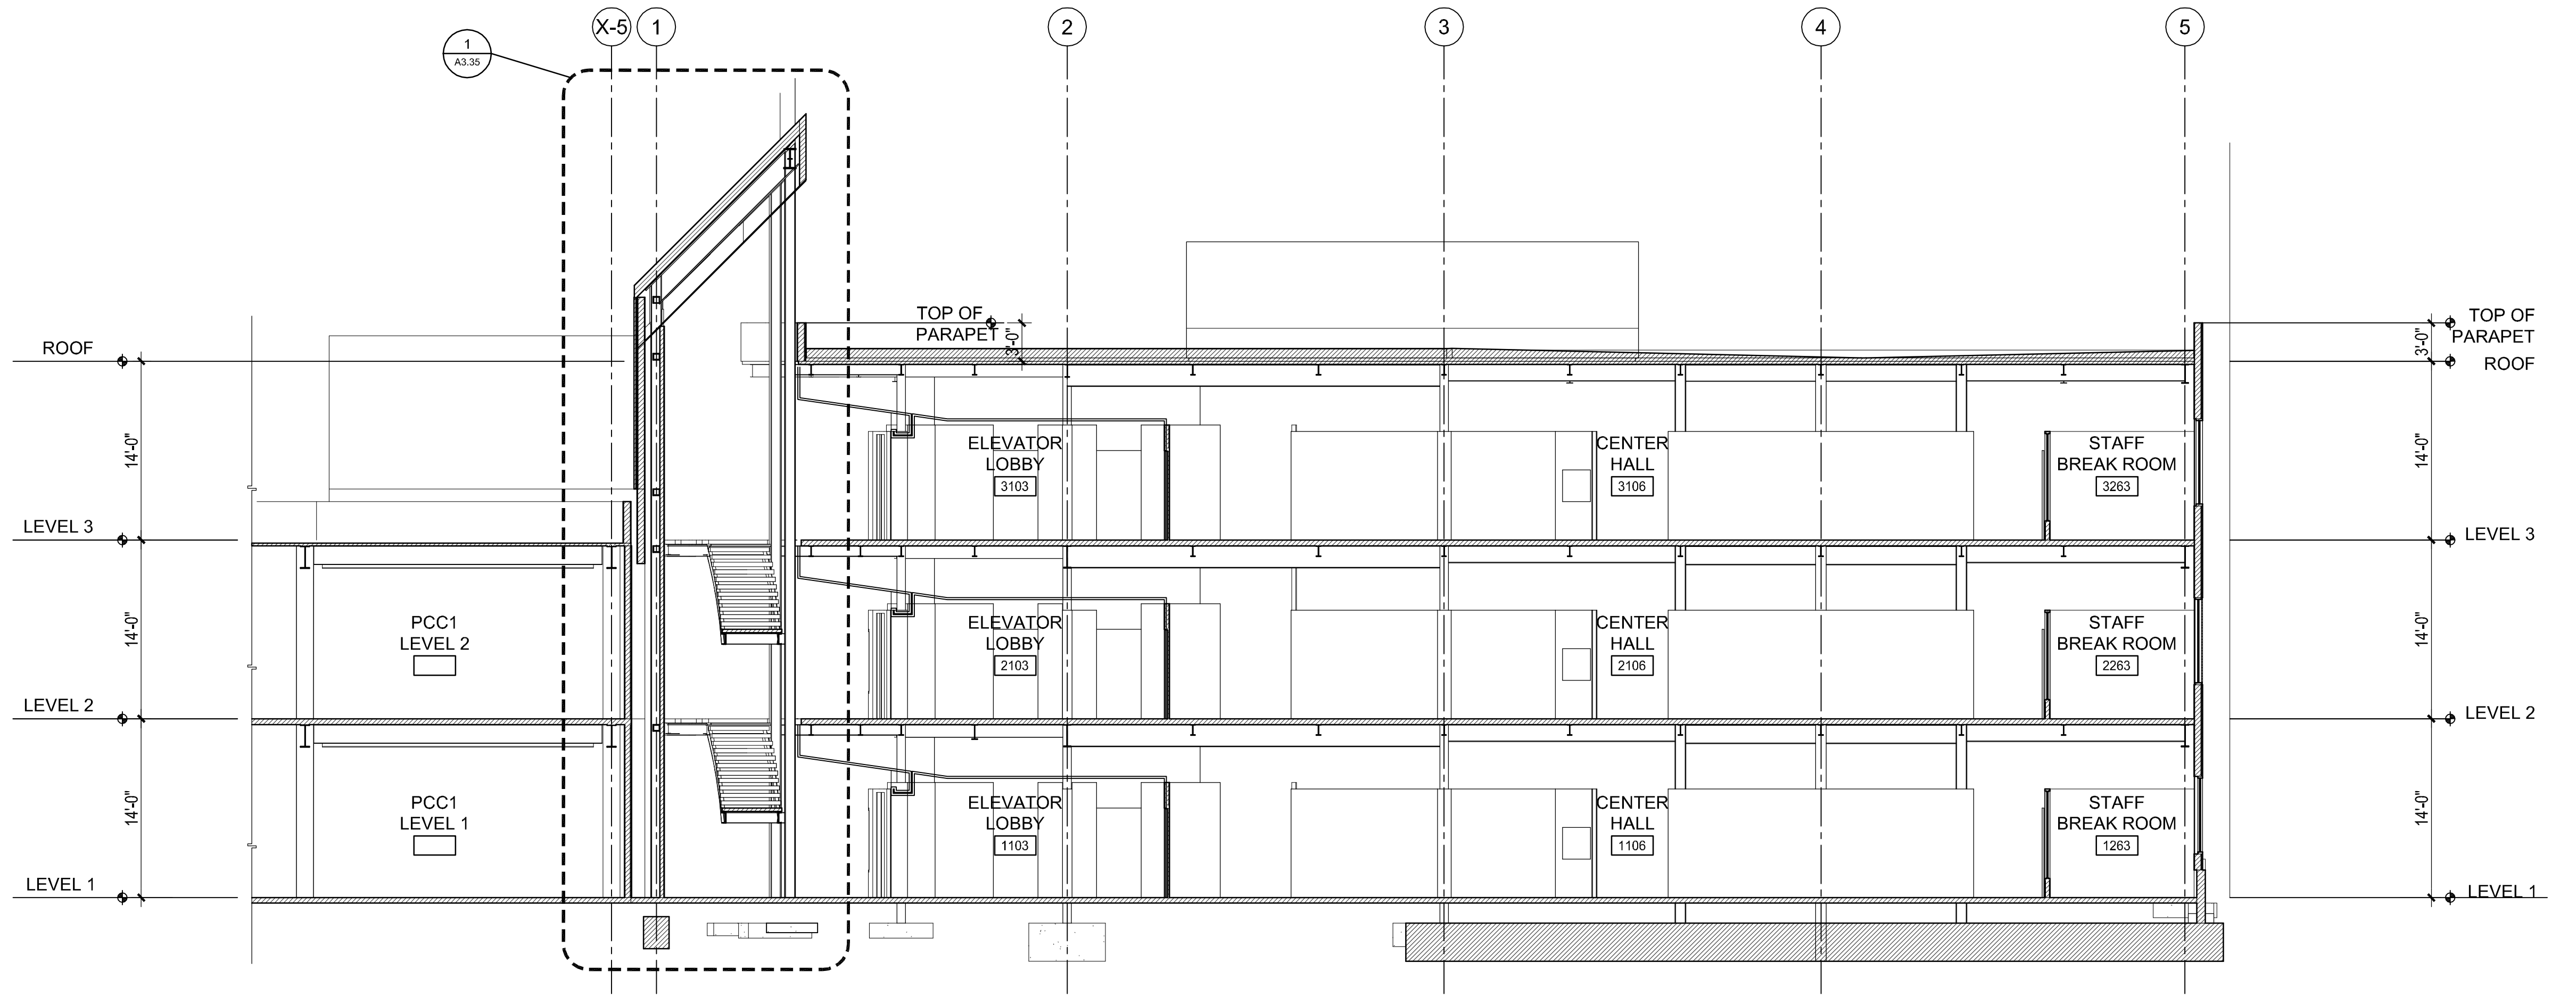 X-5
1
2
3
4
5
1
A3.35
TOP OF
PARAPET
3'-0"
TOP OF
PARAPET
3'-0"
ROOF
ROOF
14'-0"
14'-0"
ELEVATOR
LOBBY
3103
CENTER
HALL
3106
STAFF
BREAK ROOM
3263
LEVEL 3
LEVEL 3
14'-0"
14'-0"
PCC1
LEVEL 2
ELEVATOR
LOBBY
2103
CENTER
HALL
2106
STAFF
BREAK ROOM
2263
LEVEL 2
LEVEL 2
14'-0"
14'-0"
PCC1
LEVEL 1
ELEVATOR
LOBBY
1103
CENTER
HALL
1106
STAFF
BREAK ROOM
1263
LEVEL 1
LEVEL 1